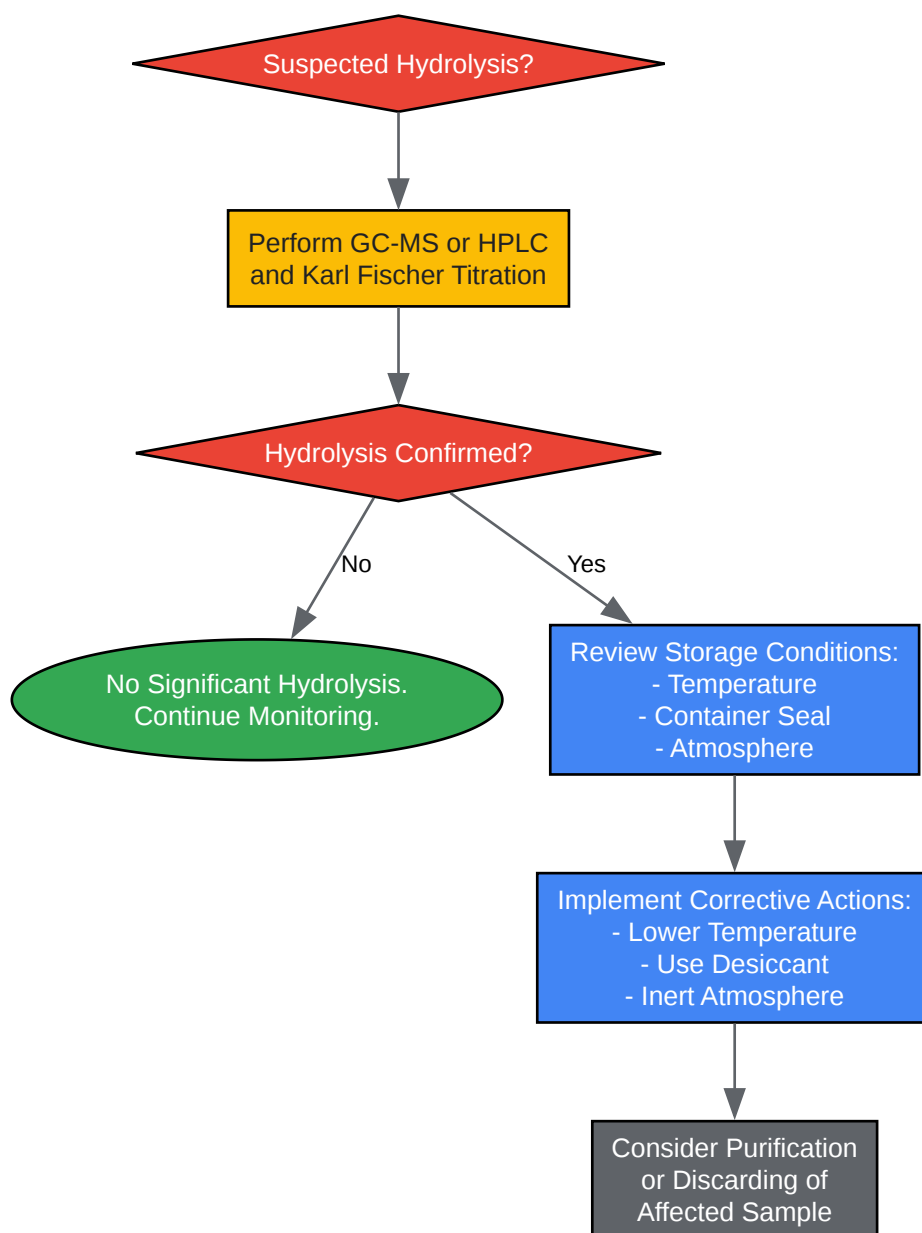 Suspected Hydrolysis?
Perform GC-MS or HPLC
and Karl Fischer Titration
Hydrolysis Confirmed?
No
Yes
No Significant Hydrolysis.
Continue Monitoring.
Review Storage Conditions:
- Temperature
- Container Seal
- Atmosphere
Implement Corrective Actions:
- Lower Temperature
- Use Desiccant
- Inert Atmosphere
Consider Purification
or Discarding of
Affected Sample